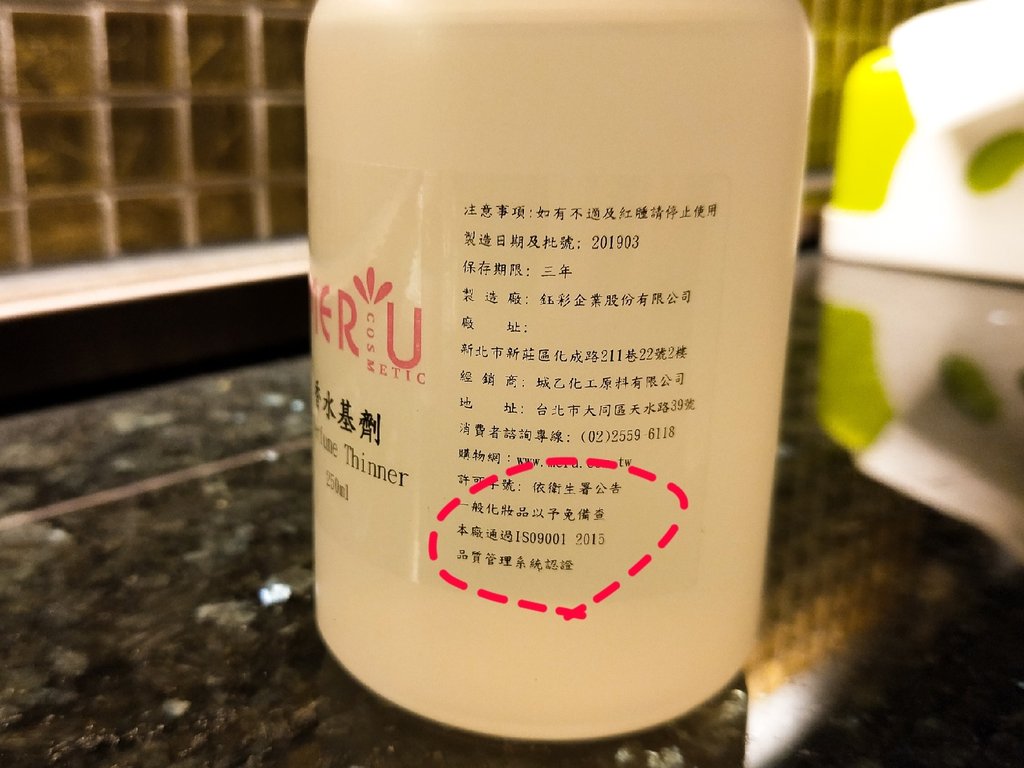 MERU
COSMETIC
香水基劑
Thinner
250ml
注意事項:如有不適及紅腫請停止使用
製造日期及批號: 201903
保存期限: 三年
製造廠: 鈺彩企業股份有限公司
廠 址:
新北市新莊區化成路211巷22號2樓
經銷商: 城乙化工原料有限公司
地 址: 台北市大同區天水路39號
消費者諮詢專線: (02)2559-6118
購物網:www.meru.com.tw
許可字號: 依衛生署公告
一般化妝品以予免備查
本廠通過ISO9001 2015
品質管理系統認證